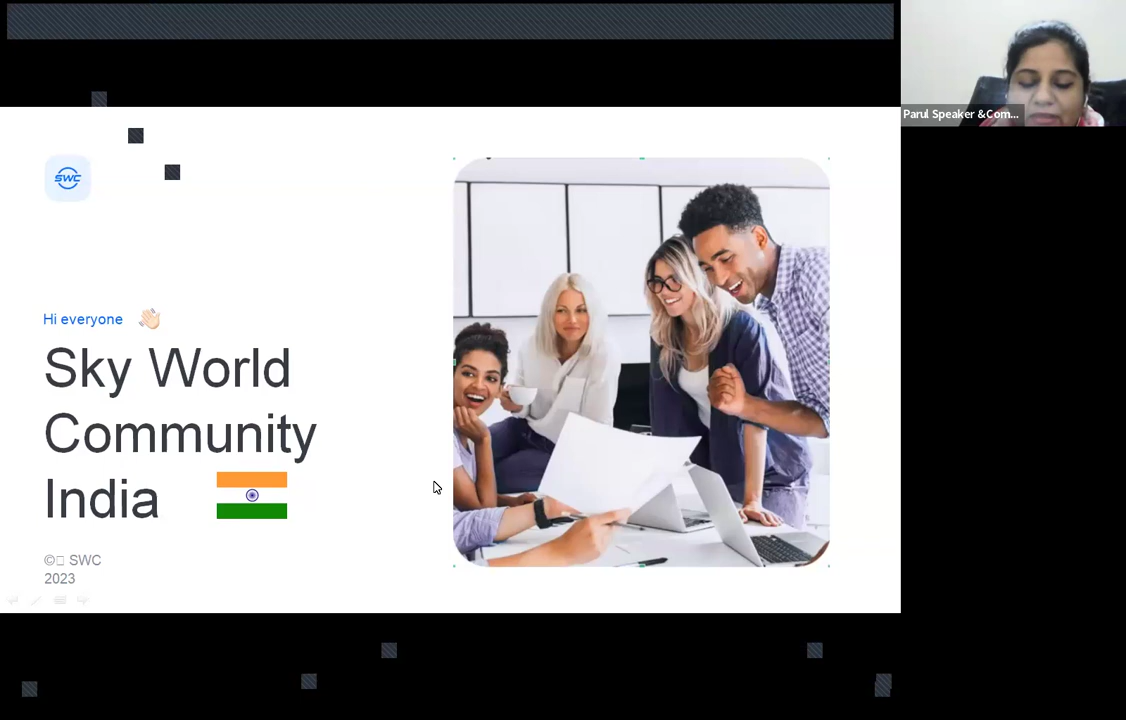 Parul Speaker &Com...
SWC
Hi everyone 👋🏻
Sky World
Community
India
© SWC
2023